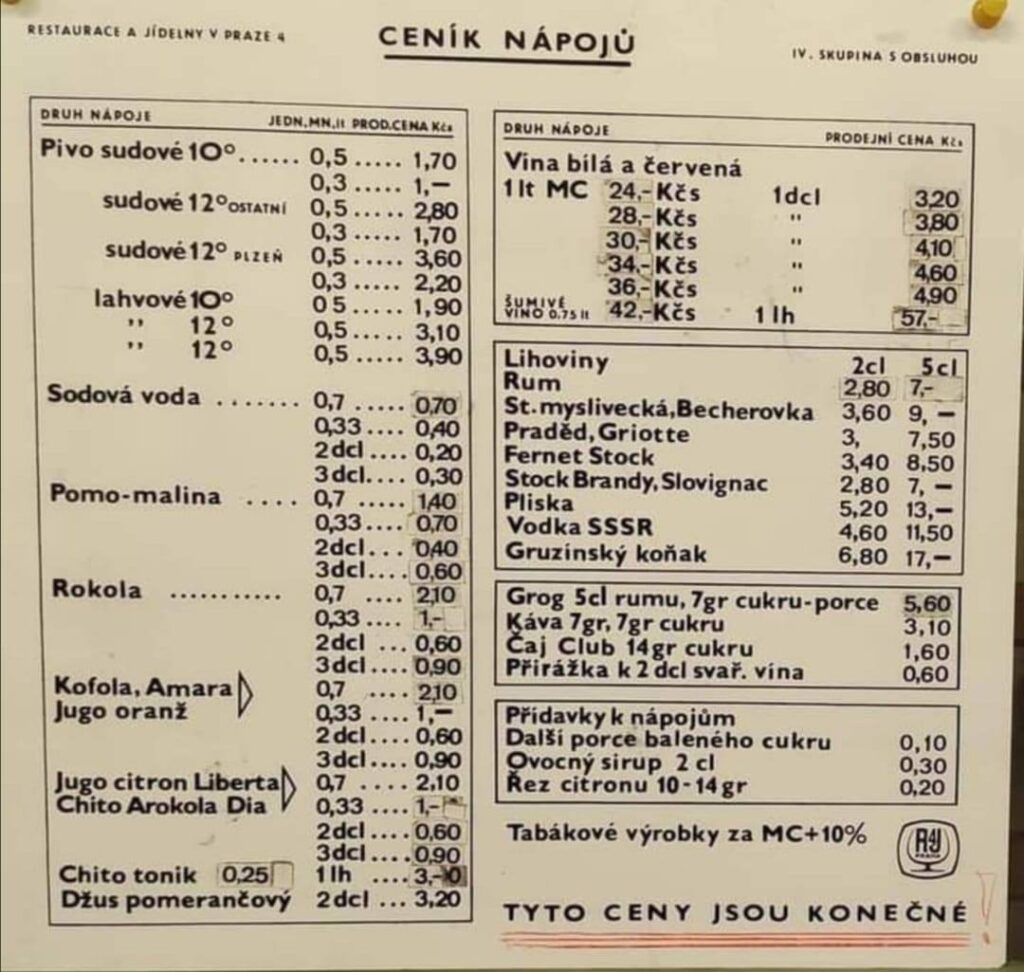 RESTAURACE A JÍDELNY V PRAZE 4
CENÍK NÁPOJŮ
IV. SKUPINA S OBSLUHOU
DRUH NÁPOJE JEDN.MN.lt PROD.CENA Kčs
Pivo sudové 10°...... 0,5 ..... 1,70
0,3 ..... 1,—
sudové 12° OSTATNÍ 0,5 ..... 2,80
0,3 ..... 1,70
sudové 12° PLZEŇ 0,5 ..... 3,60
0,3 ..... 2,20
lahvové 10° 0 5 ..... 1,90
" 12° 0,5 ..... 3,10
" 12° 0,5 ..... 3,90
Sodová voda ....... 0,7 ..... 0,70
0,33 .... 0,40
2dcl .... 0,20
3dcl.... 0,30
Pomo-malina .... 0,7 ..... 1,40
0,33 .... 0,70
2dcl ... 0,40
3dcl.... 0,60
Rokola ........... 0,7 .... 2,10
0,33 .... 1,-
2dcl ... 0,60
3dcl .... 0,90
Kofola, Amara 0,7 .... 2,10
Jugo oranž 0,33 .... 1,—
2dcl .... 0,60
3dcl .... 0,90
Jugo citron Liberta 0,7 .... 2,10
Chito Arokola Dia 0,33 .... 1,-
2dcl .... 0,60
3dcl .... 0,90
Chito tonik 0,25 1 lh .... 3,-0
Džus pomerančový 2dcl ... 3,20
DRUH NÁPOJE PRODEJNÍ CENA Kčs
Vína bílá a červená
1 lt MC 24,-Kčs 1dcl 3,20
28,-Kčs " 3,80
30,-Kčs " 4,10
34,-Kčs " 4,60
36,-Kčs " 4,90
ŠUMIVÉ VÍNO 0.75 lt 42,-Kčs 1 lh 57,-
Lihoviny 2cl 5cl
Rum 2,80 7,-
St.myslivecká,Becherovka 3,60 9,—
Praděd,Griotte 3, 7,50
Fernet Stock 3,40 8,50
Stock Brandy,Slovignac 2,80 7,—
Pliska 5,20 13,—
Vodka SSSR 4,60 11,50
Gruzínský koňak 6,80 17,—
Grog 5cl rumu, 7gr cukru-porce 5,60
Káva 7gr, 7gr cukru 3,10
Čaj Club 14gr cukru 1,60
Přirážka k 2 dcl svař. vína 0,60
Přídavky k nápojům
Další porce baleného cukru 0,10
Ovocný sirup 2 cl 0,30
Řez citronu 10-14 gr 0,20
Tabákové výrobky za MC+10%
RaJ
PRAHA 4
TYTO CENY JSOU KONEČNÉ !